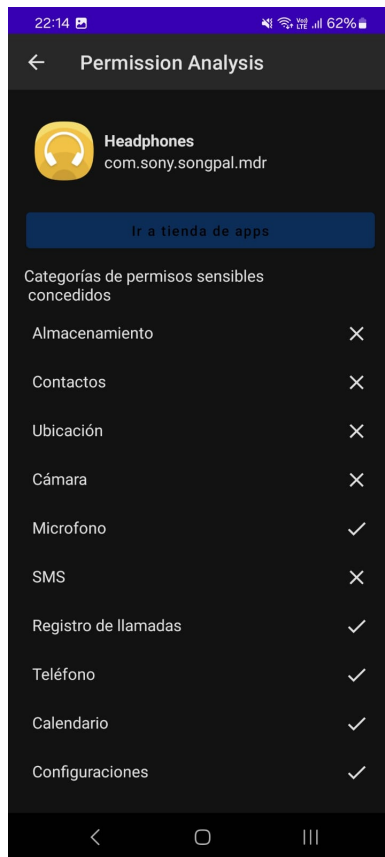 22:14 62%
Permission Analysis
Headphones
com.sony.songpal.mdr
Ir a tienda de apps
Categorías de permisos sensibles
concedidos
Almacenamiento
Contactos
Ubicación
Cámara
Microfono
SMS
Registro de llamadas
Teléfono
Calendario
Configuraciones